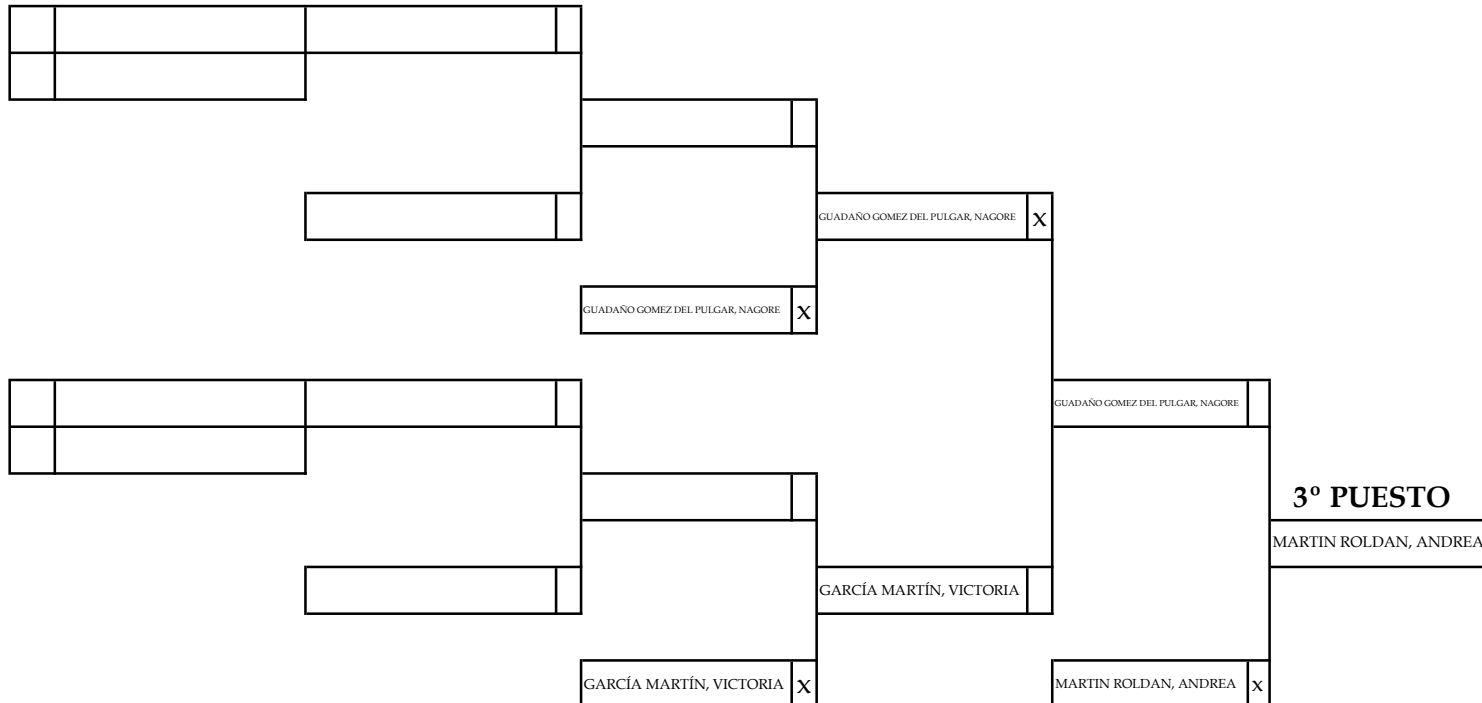 GUADAÑO GOMEZ DEL PULGAR, NAGORE X
GUADAÑO GOMEZ DEL PULGAR, NAGORE X
GUADAÑO GOMEZ DEL PULGAR, NAGORE
3º PUESTO
MARTIN ROLDAN, ANDREA
GARCÍA MARTÍN, VICTORIA
GARCÍA MARTÍN, VICTORIA X
MARTIN ROLDAN, ANDREA x